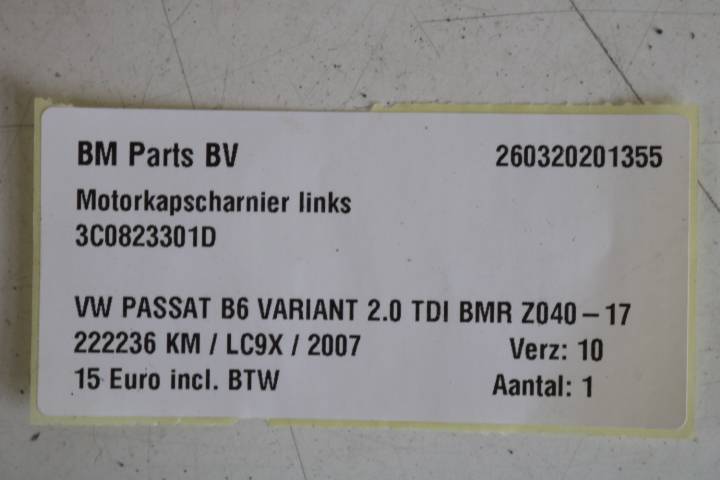 BM Parts BV 260320201355
Motorkapscharnier links
3C0823301D
VW PASSAT B6 VARIANT 2.0 TDI BMR Z040-17
222236 KM / LC9X / 2007 Verz: 10
15 Euro incl. BTW Aantal: 1